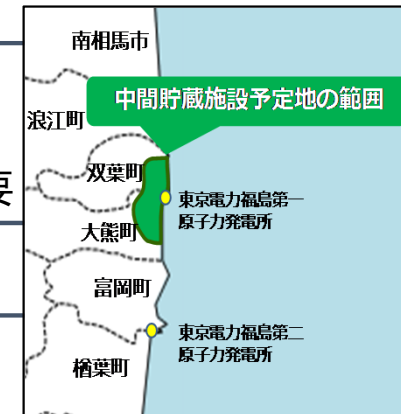 南相馬市
中間貯蔵施設予定地の範囲
浪江町
双葉町
要
東京電力福島第一
原子力発電所
大熊町
富岡町
東京電力福島第二
原子力発電所
楢葉町